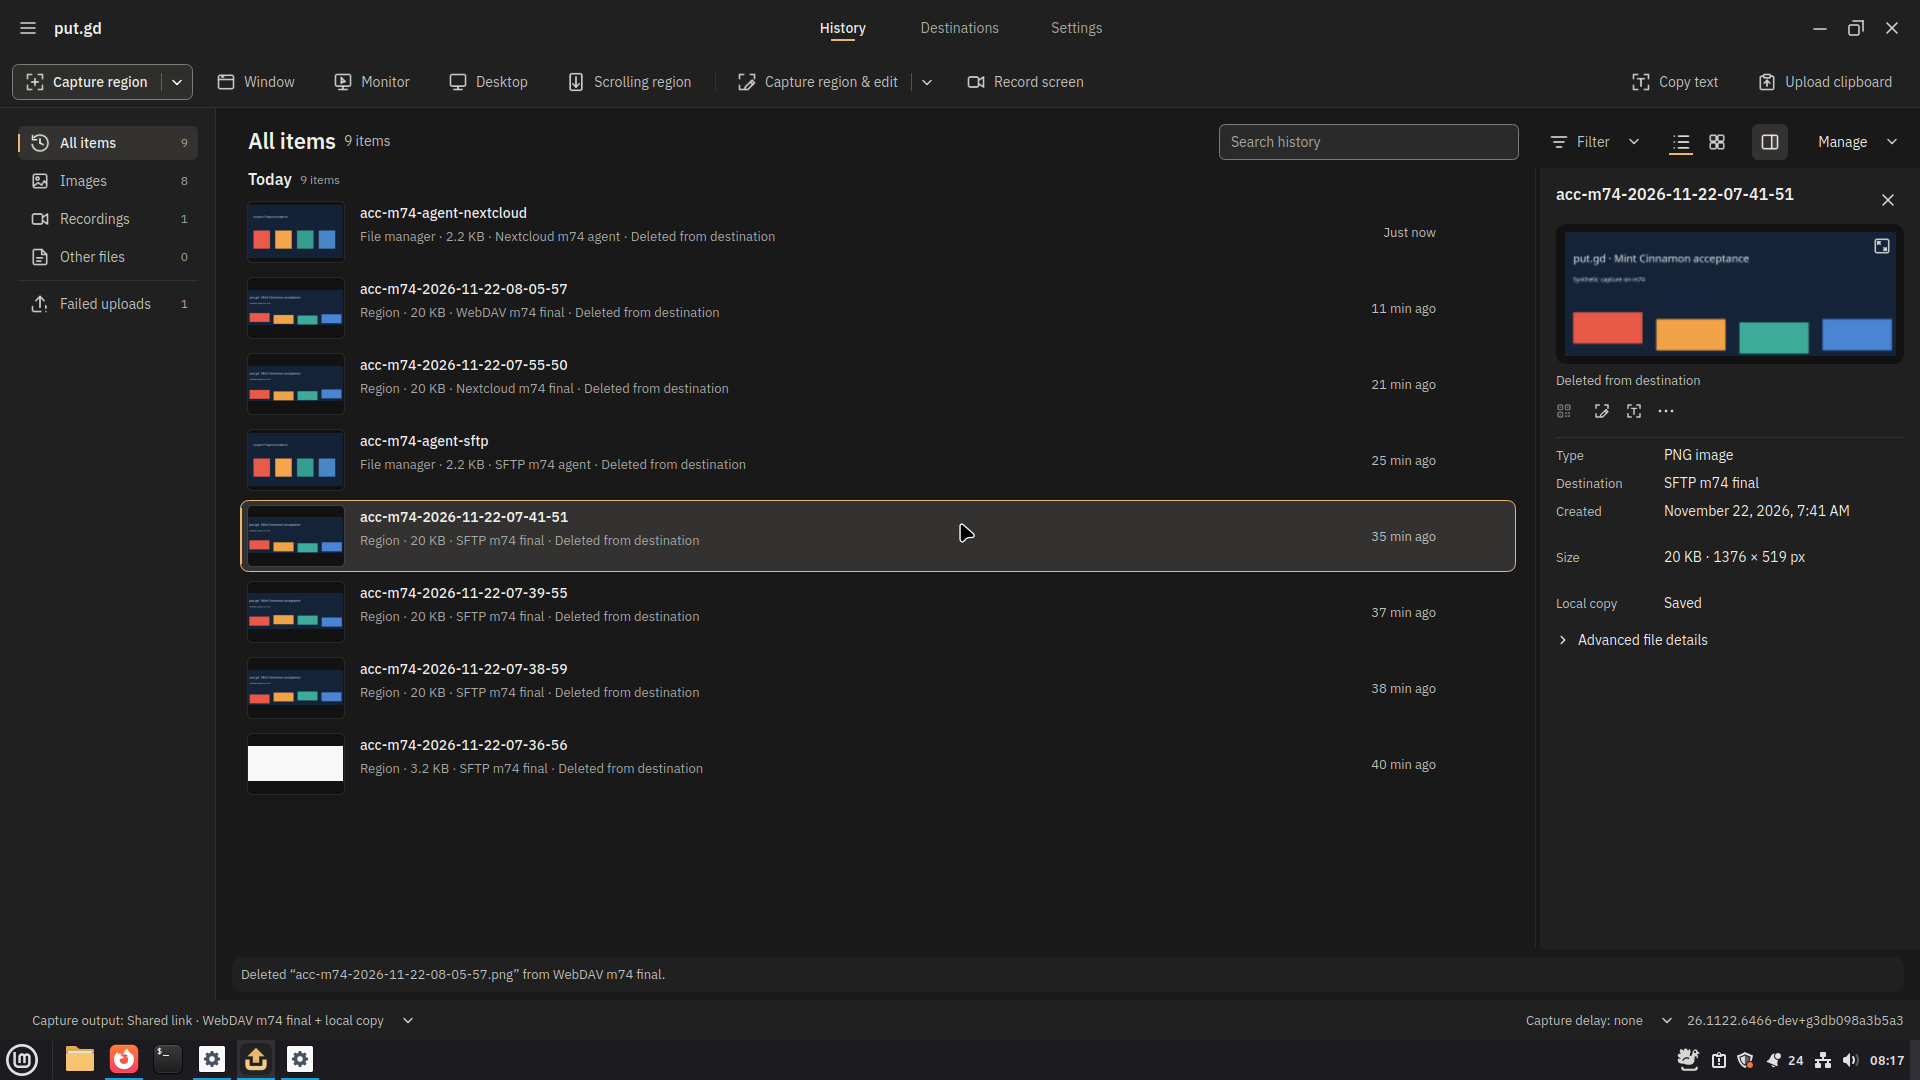 put.gd
History
Destinations
Settings
Capture region
Window
Monitor
Desktop
Scrolling region
Capture region & edit
Record screen
Copy text
Upload clipboard
All items 9
Images 8
Recordings 1
Other files 0
Failed uploads 1
All items 9 items
Search history
Filter
Manage
Today 9 items
acc-m74-agent-nextcloud
File manager · 2.2 KB · Nextcloud m74 agent · Deleted from destination
Just now
acc-m74-2026-11-22-08-05-57
Region · 20 KB · WebDAV m74 final · Deleted from destination
11 min ago
acc-m74-2026-11-22-07-55-50
Region · 20 KB · Nextcloud m74 final · Deleted from destination
21 min ago
acc-m74-agent-sftp
File manager · 2.2 KB · SFTP m74 agent · Deleted from destination
25 min ago
acc-m74-2026-11-22-07-41-51
Region · 20 KB · SFTP m74 final · Deleted from destination
35 min ago
acc-m74-2026-11-22-07-39-55
Region · 20 KB · SFTP m74 final · Deleted from destination
37 min ago
acc-m74-2026-11-22-07-38-59
Region · 20 KB · SFTP m74 final · Deleted from destination
38 min ago
acc-m74-2026-11-22-07-36-56
Region · 3.2 KB · SFTP m74 final · Deleted from destination
40 min ago
acc-m74-2026-11-22-07-41-51
put.gd · Mint Cinnamon acceptance
Synthetic capture on m74
Deleted from destination
Type PNG image
Destination SFTP m74 final
Created November 22, 2026, 7:41 AM
Size 20 KB · 1376 × 519 px
Local copy Saved
Advanced file details
Deleted “acc-m74-2026-11-22-08-05-57.png” from WebDAV m74 final.
Capture output: Shared link · WebDAV m74 final + local copy
Capture delay: none
26.1122.6466-dev+g3db098a3b5a3
24
08:17